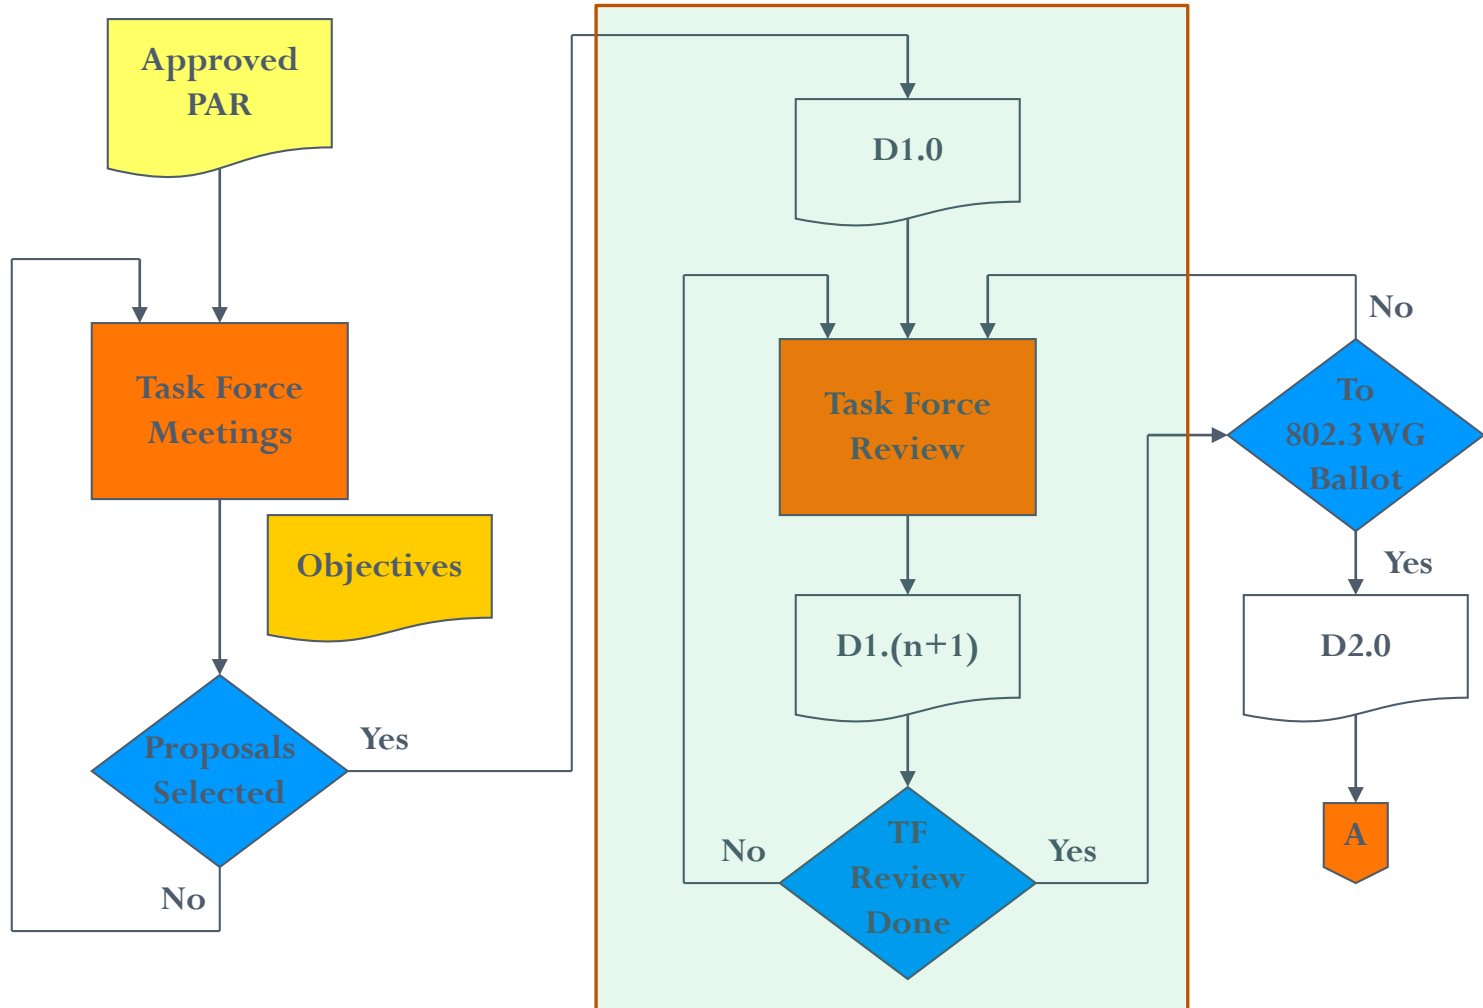 Approved
PAR
Task Force
Meetings
Objectives
Proposals
Selected
Yes
No
D1.0
Task Force
Review
D1.(n+1)
TF
Review
Done
No
Yes
To
802.3 WG
Ballot
No
Yes
D2.0
A